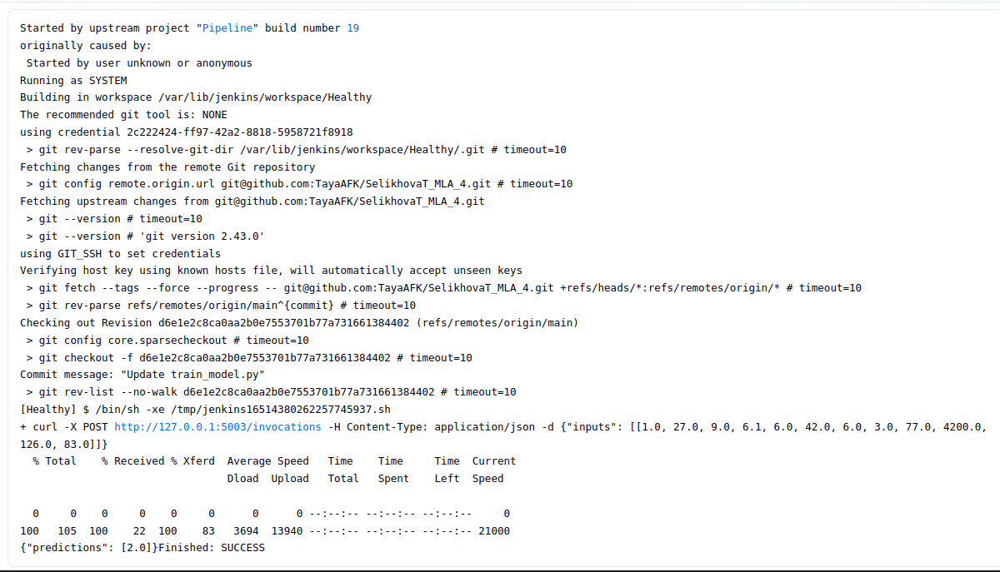 Started by upstream project "Pipeline" build number 19
originally caused by:
Started by user unknown or anonymous
Running as SYSTEM
Building in workspace /var/lib/jenkins/workspace/Healthy
The recommended git tool is: NONE
using credential 2c222424-ff97-42a2-8818-5958721f8918
> git rev-parse --resolve-git-dir /var/lib/jenkins/workspace/Healthy/.git # timeout=10
Fetching changes from the remote Git repository
> git config remote.origin.url git@github.com:TayaAFK/SelikhovaT_MLA_4.git # timeout=10
Fetching upstream changes from git@github.com:TayaAFK/SelikhovaT_MLA_4.git
> git --version # timeout=10
> git --version # 'git version 2.43.0'
using GIT_SSH to set credentials
Verifying host key using known hosts file, will automatically accept unseen keys
> git fetch --tags --force --progress -- git@github.com:TayaAFK/SelikhovaT_MLA_4.git +refs/heads/*:refs/remotes/origin/* # timeout=10
> git rev-parse refs/remotes/origin/main^{commit} # timeout=10
Checking out Revision d6e1e2c8ca0aa2b0e7553701b77a731661384402 (refs/remotes/origin/main)
> git config core.sparsecheckout # timeout=10
> git checkout -f d6e1e2c8ca0aa2b0e7553701b77a731661384402 # timeout=10
Commit message: "Update train_model.py"
> git rev-list --no-walk d6e1e2c8ca0aa2b0e7553701b77a731661384402 # timeout=10
[Healthy] $ /bin/sh -xe /tmp/jenkins16514380262257745937.sh
+ curl -X POST http://127.0.0.1:5003/invocations -H Content-Type: application/json -d {"inputs": [[1.0, 27.0, 9.0, 6.1, 6.0, 42.0, 6.0, 3.0, 77.0, 4200.0,
126.0, 83.0]]}
% Total % Received % Xferd Average Speed Time Time Time Current
Dload Upload Total Spent Left Speed
0 0 0 0 0 0 0 0 --:--:-- --:--:-- --:--:-- 0
100 105 100 22 100 83 3694 13940 --:--:-- --:--:-- --:--:-- 21000
{"predictions": [2.0]}Finished: SUCCESS